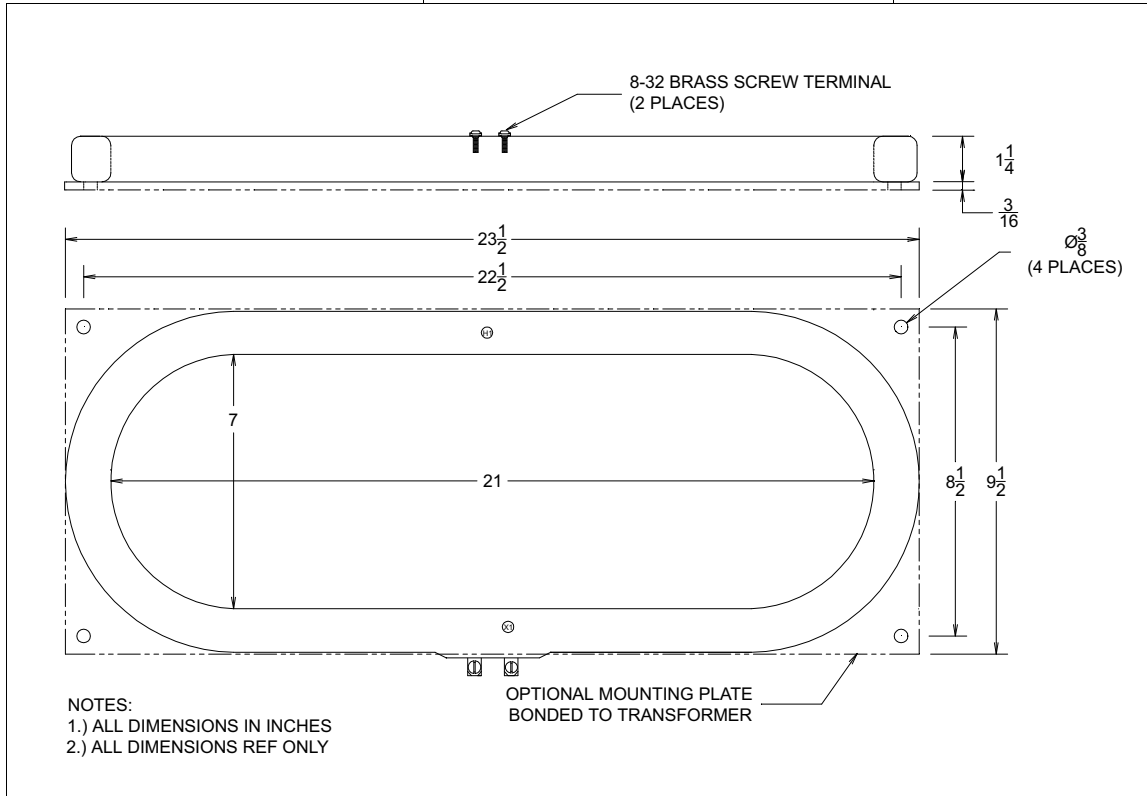 8-32 BRASS SCREW TERMINAL
(2 PLACES)
1 1/4
3/16
23 1/2
22 1/2
Ø3/8
(4 PLACES)
H1
7
21
8 1/2
9 1/2
X1
OPTIONAL MOUNTING PLATE
BONDED TO TRANSFORMER
NOTES:
1.) ALL DIMENSIONS IN INCHES
2.) ALL DIMENSIONS REF ONLY